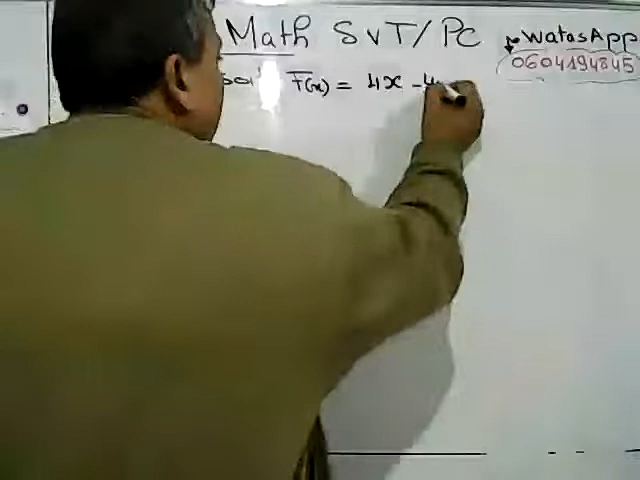 Math SVT/PC
WatasApp
0604194845
F(x) = 4x - 4